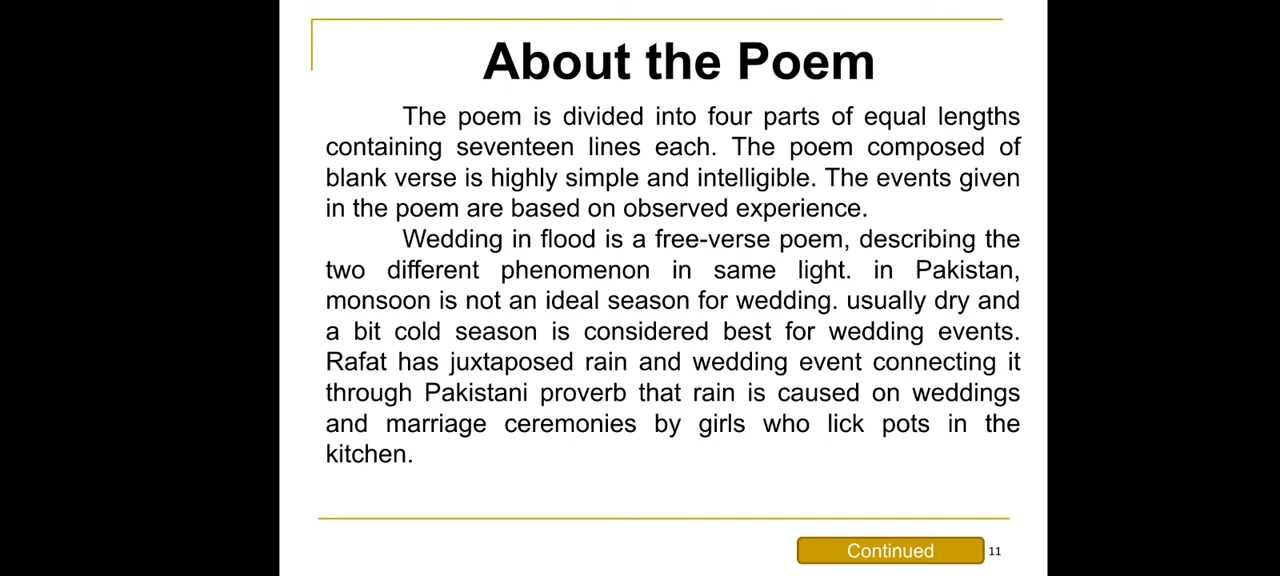 About the Poem
The poem is divided into four parts of equal lengths
containing seventeen lines each. The poem composed of
blank verse is highly simple and intelligible. The events given
in the poem are based on observed experience.
Wedding in flood is a free-verse poem, describing the
two different phenomenon in same light. in Pakistan,
monsoon is not an ideal season for wedding. usually dry and
a bit cold season is considered best for wedding events.
Rafat has juxtaposed rain and wedding event connecting it
through Pakistani proverb that rain is caused on weddings
and marriage ceremonies by girls who lick pots in the
kitchen.
Continued
11